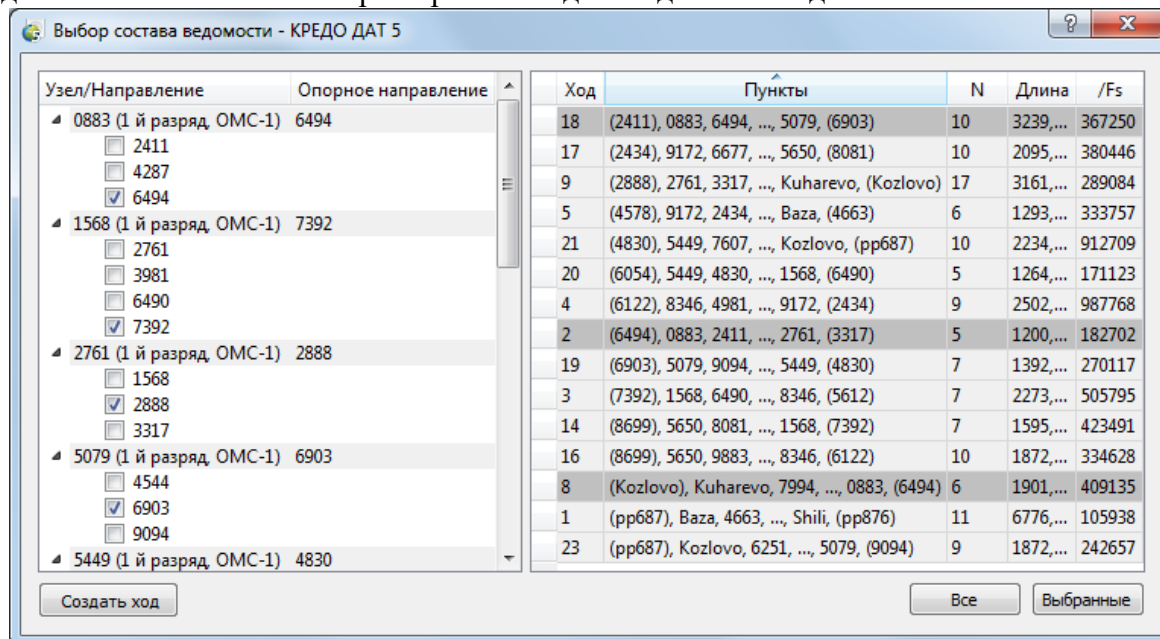 Выбор состава ведомости - КРЕДО ДАТ 5
Узел/Направление Опорное направление
0883 (1 й разряд, ОМС-1) 6494
2411
4287
6494
1568 (1 й разряд, ОМС-1) 7392
2761
3981
6490
7392
2761 (1 й разряд, ОМС-1) 2888
1568
2888
3317
5079 (1 й разряд, ОМС-1) 6903
4544
6903
9094
5449 (1 й разряд, ОМС-1) 4830
Ход Пункты N Длина /Fs
18 (2411), 0883, 6494, ..., 5079, (6903) 10 3239,... 367250
17 (2434), 9172, 6677, ..., 5650, (8081) 10 2095,... 380446
9 (2888), 2761, 3317, ..., Kuharevo, (Kozlovo) 17 3161,... 289084
5 (4578), 9172, 2434, ..., Baza, (4663) 6 1293,... 333757
21 (4830), 5449, 7607, ..., Kozlovo, (pp687) 10 2234,... 912709
20 (6054), 5449, 4830, ..., 1568, (6490) 5 1264,... 171123
4 (6122), 8346, 4981, ..., 9172, (2434) 9 2502,... 987768
2 (6494), 0883, 2411, ..., 2761, (3317) 5 1200,... 182702
19 (6903), 5079, 9094, ..., 5449, (4830) 7 1392,... 270117
3 (7392), 1568, 6490, ..., 8346, (5612) 7 2273,... 505795
14 (8699), 5650, 8081, ..., 1568, (7392) 7 1595,... 423491
16 (8699), 5650, 9883, ..., 8346, (6122) 10 1872,... 334628
8 (Kozlovo), Kuharevo, 7994, ..., 0883, (6494) 6 1901,... 409135
1 (pp687), Baza, 4663, ..., Shili, (pp876) 11 6776,... 105938
23 (pp687), Kozlovo, 6251, ..., 5079, (9094) 9 1872,... 242657
Создать ход Все Выбранные